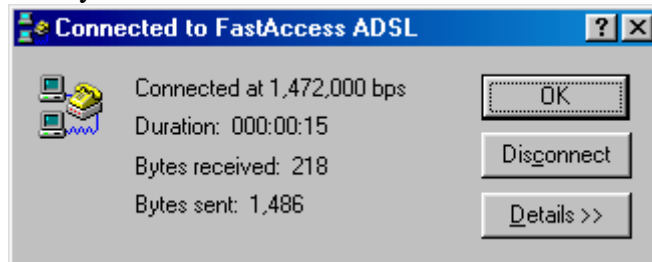 Connected to FastAccess ADSL
Connected at 1,472,000 bps
OK
Duration: 000:00:15
Bytes received: 218
Disconnect
Bytes sent: 1,486
Details >>